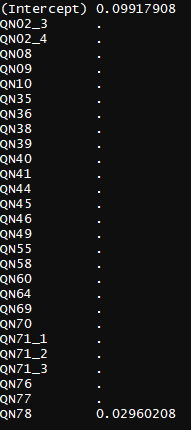 (Intercept) 0.09917908
QN02_3 .
QN02_4 .
QN08 .
QN09 .
QN10 .
QN35 .
QN36 .
QN38 .
QN39 .
QN40 .
QN41 .
QN44 .
QN45 .
QN46 .
QN49 .
QN55 .
QN58 .
QN60 .
QN64 .
QN69 .
QN70 .
QN71_1 .
QN71_2 .
QN71_3 .
QN76 .
QN77 .
QN78 0.02960208